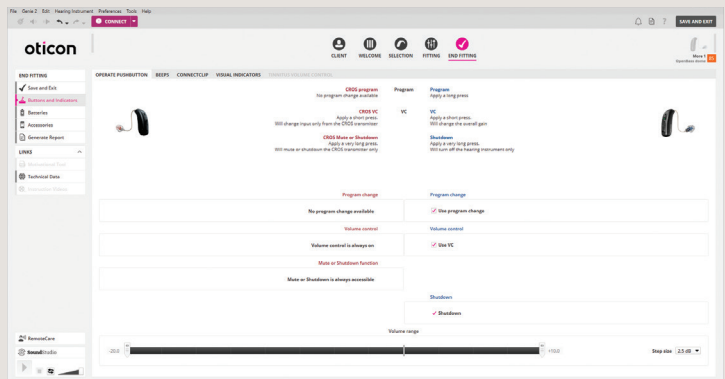 File Genie 2 Edit Hearing Instrument Preferences Tools Help
CONNECT
SAVE AND EXIT
oticon
CLIENT WELCOME SELECTION FITTING END FITTING
More 1
END FITTING
Save and Exit
Buttons and Indicators
Batteries
Accessories
Generate Report
LINKS
Technical Data
OPERATE PUSHBUTTON BEEPS CONNECTCLIP VISUAL INDICATORS
CROS program Program Program
No program change available Apply a long press
CROS VC VC VC
Apply a short press. Apply a short press.
Will change input only from the CROS transmitter Will change the overall gain
CROS Mute or Shutdown Shutdown
Apply a very long press. Apply a very long press.
Will mute or shutdown the CROS transmitter only Will turn off the hearing instrument only
Program change Program change
No program change available Use program change
Volume control Volume control
Volume control is always on Use VC
Mute or Shutdown function
Mute or Shutdown is always accessible
Shutdown
Shutdown
Volume range
-20.0 +10.0 Step size 2.5 dB
RemoteCare
SoundStudio